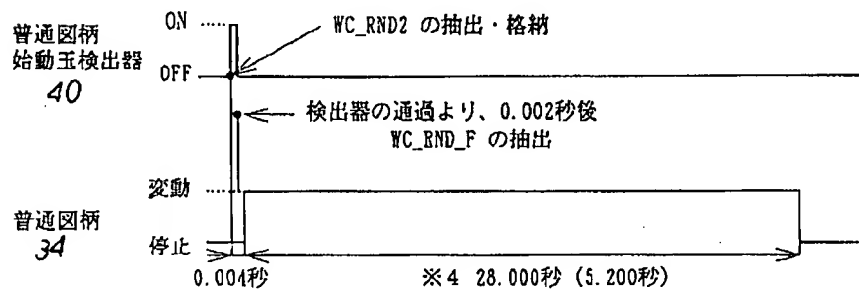 ON
普通図柄
始動玉検出器
40
WC_RND2 の抽出・格納
OFF
検出器の通過より、0.002秒後
WC_RND_F の抽出
変動
普通図柄
34
停止
0.004秒
※4 28.000秒 (5.200秒)